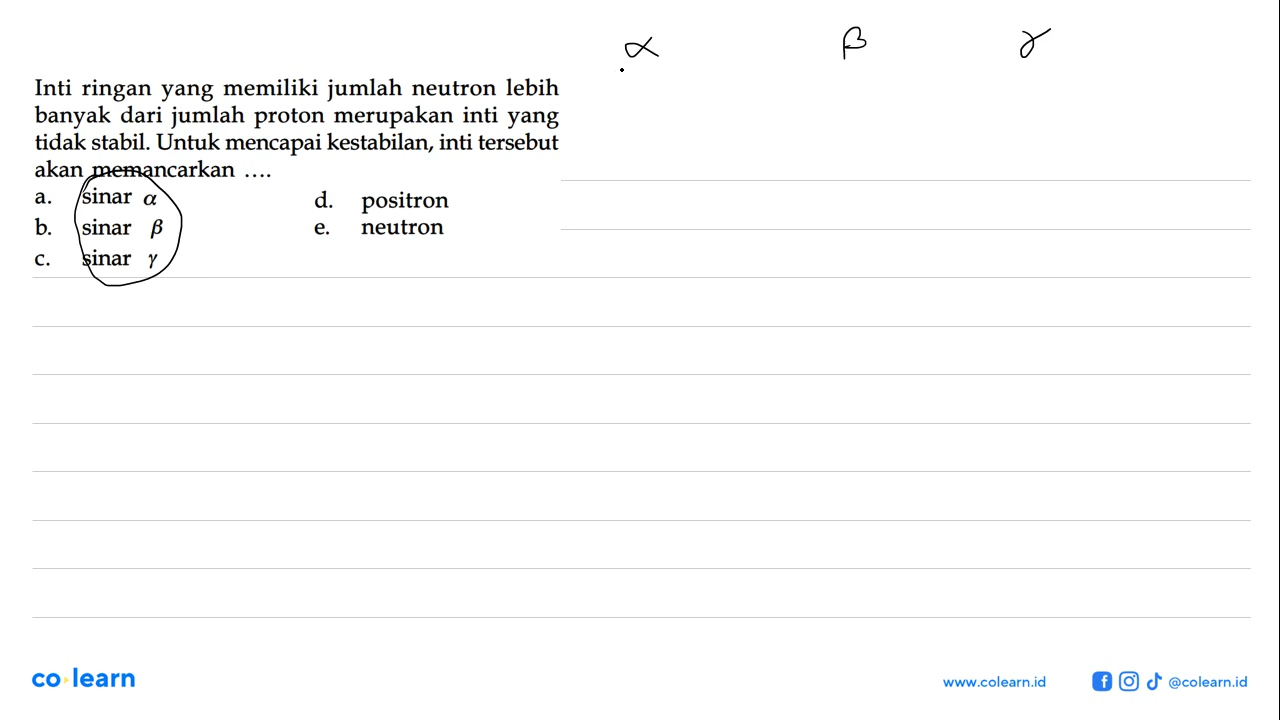 α β γ
Inti ringan yang memiliki jumlah neutron lebih
banyak dari jumlah proton merupakan inti yang
tidak stabil. Untuk mencapai kestabilan, inti tersebut
akan memancarkan ....
a. sinar α
b. sinar β
c. sinar γ
d. positron
e. neutron
co learn
www.colearn.id @colearn.id